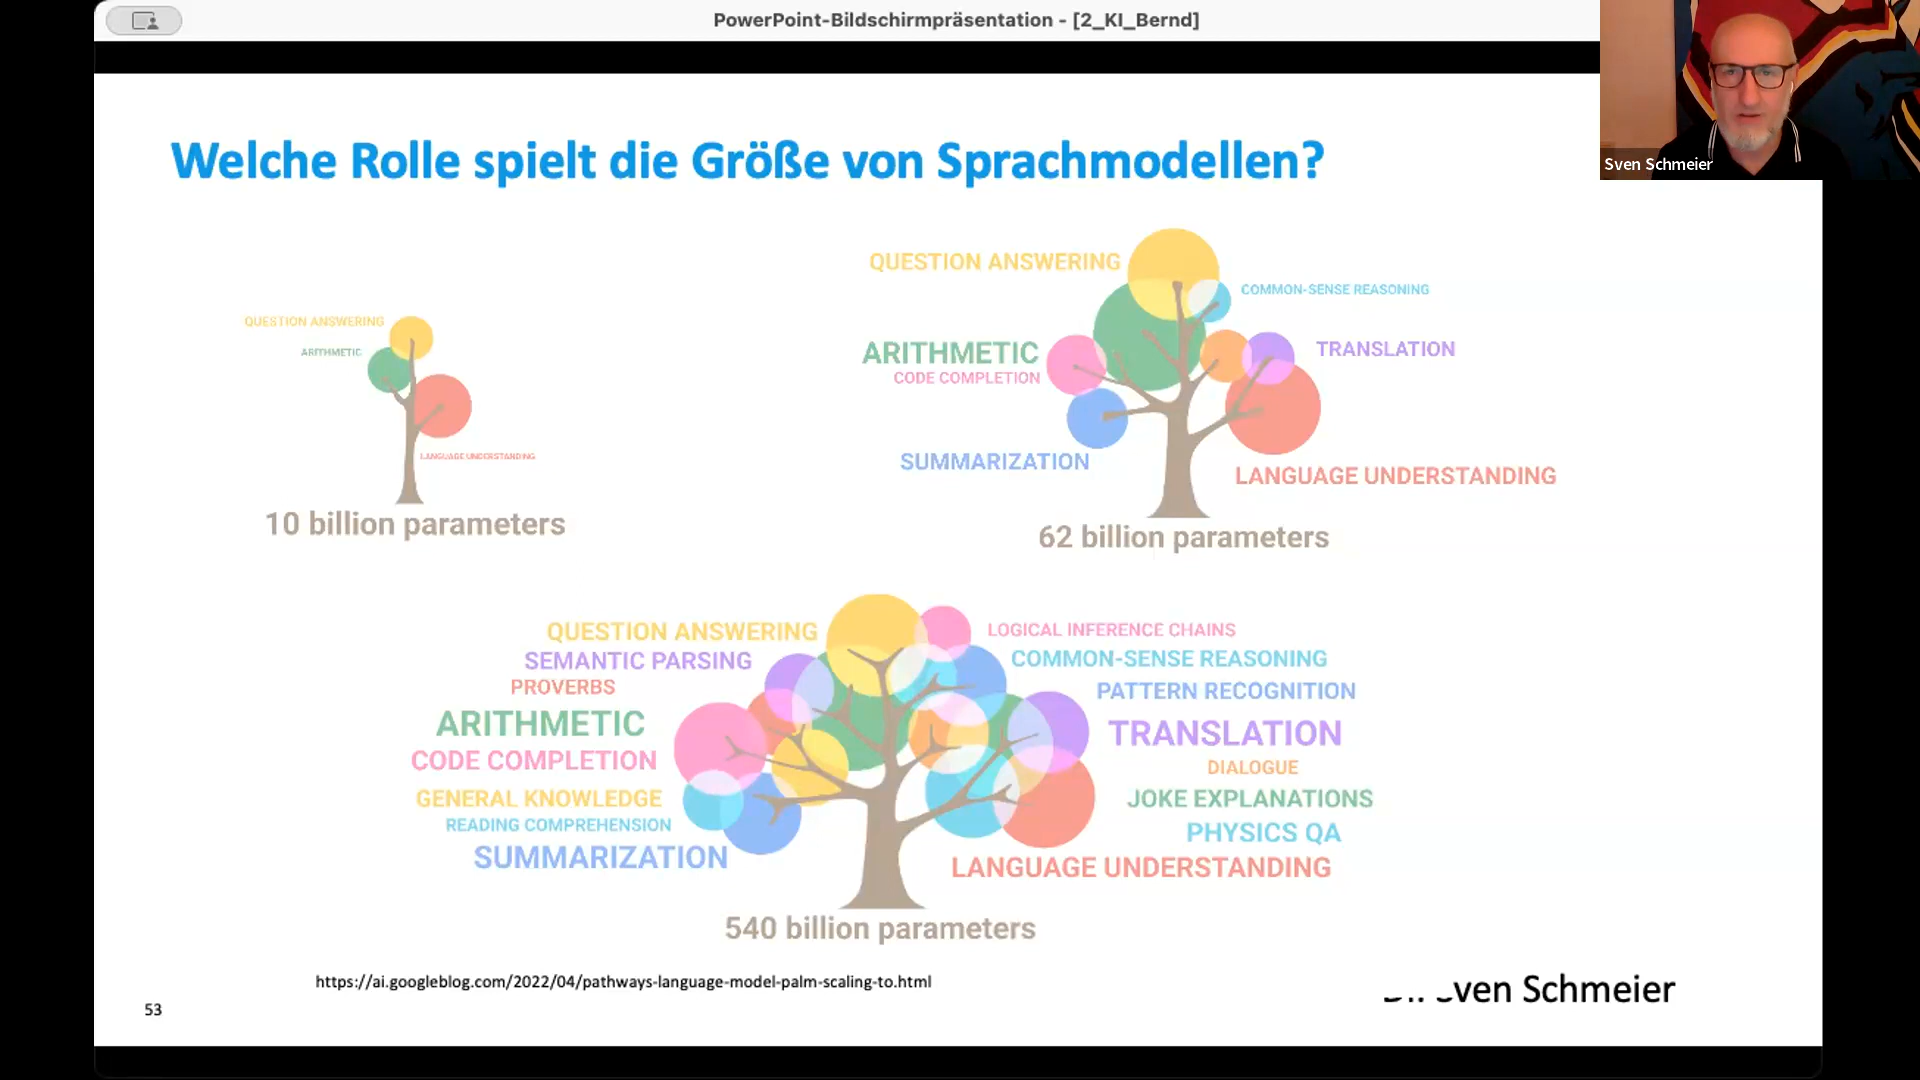 PowerPoint-Bildschirmpräsentation - [2_KI_Bernd]
Sven Schmeier
Welche Rolle spielt die Größe von Sprachmodellen?
QUESTION ANSWERING
ARITHMETIC
LANGUAGE UNDERSTANDING
10 billion parameters
QUESTION ANSWERING
COMMON-SENSE REASONING
ARITHMETIC
TRANSLATION
CODE COMPLETION
SUMMARIZATION
LANGUAGE UNDERSTANDING
62 billion parameters
QUESTION ANSWERING
SEMANTIC PARSING
PROVERBS
ARITHMETIC
CODE COMPLETION
GENERAL KNOWLEDGE
READING COMPREHENSION
SUMMARIZATION
LOGICAL INFERENCE CHAINS
COMMON-SENSE REASONING
PATTERN RECOGNITION
TRANSLATION
DIALOGUE
JOKE EXPLANATIONS
PHYSICS QA
LANGUAGE UNDERSTANDING
540 billion parameters
https://ai.googleblog.com/2022/04/pathways-language-model-palm-scaling-to.html
Schmeier
53